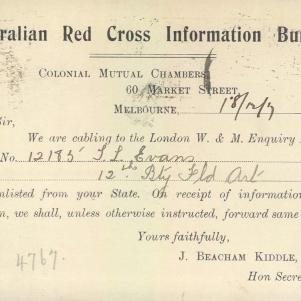 ralian Red Cross Information Bu
Colonial Mutual Chambers
60 Market Street
Melbourne, 18/12/17
Sir,
We are cabling to the London W. & M. Enquiry
No. 12185 T. L. Evans
12th Bty Fld Art
nlisted from your State. On receipt of information
n, we shall, unless otherwise instructed, forward same
Yours faithfully,
J. Beacham Kiddle,
Hon Secre
4767.